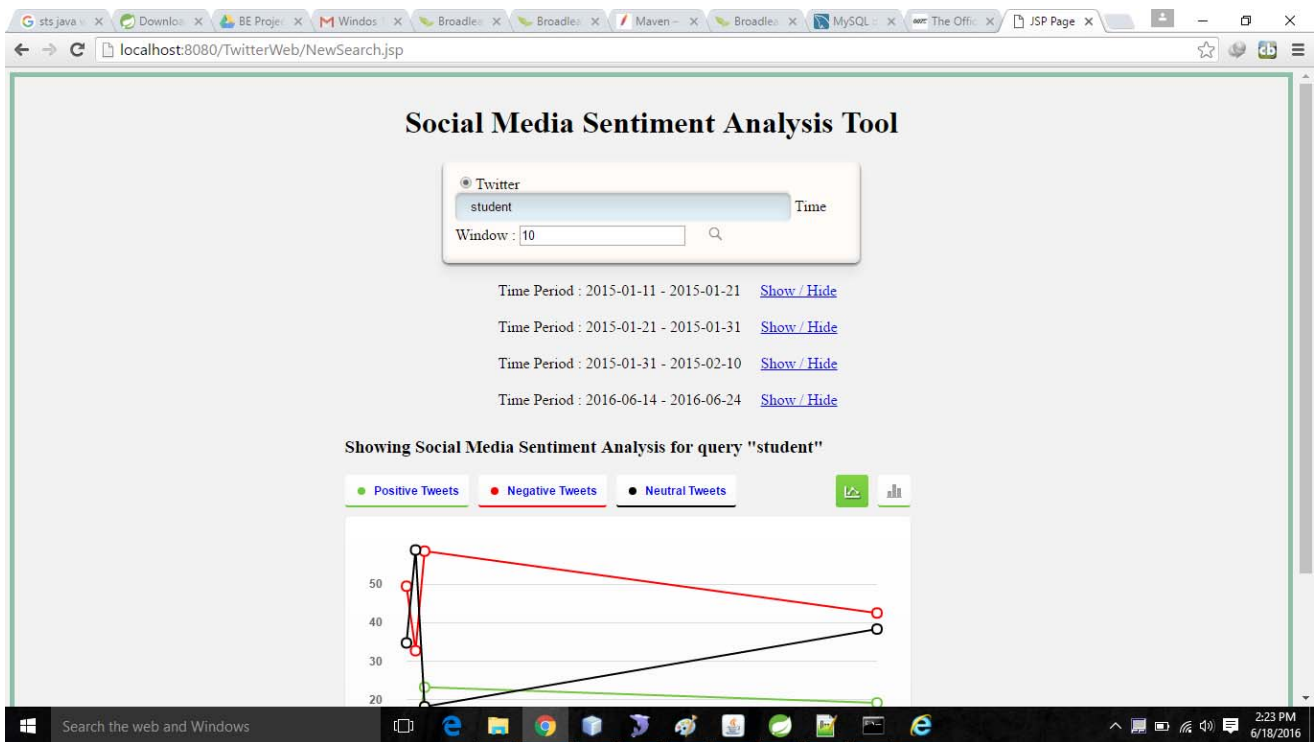 sts java
Downloa
BE Projec
Windos
Broadlea
Broadlea
Maven –
Broadlea
MySQL ::
The Offic
JSP Page
localhost:8080/TwitterWeb/NewSearch.jsp
Social Media Sentiment Analysis Tool
Twitter
student Time
Window : 10
Time Period : 2015-01-11 - 2015-01-21 Show / Hide
Time Period : 2015-01-21 - 2015-01-31 Show / Hide
Time Period : 2015-01-31 - 2015-02-10 Show / Hide
Time Period : 2016-06-14 - 2016-06-24 Show / Hide
Showing Social Media Sentiment Analysis for query "student"
Positive Tweets Negative Tweets Neutral Tweets
50
40
30
20
Search the web and Windows
2:23 PM
6/18/2016